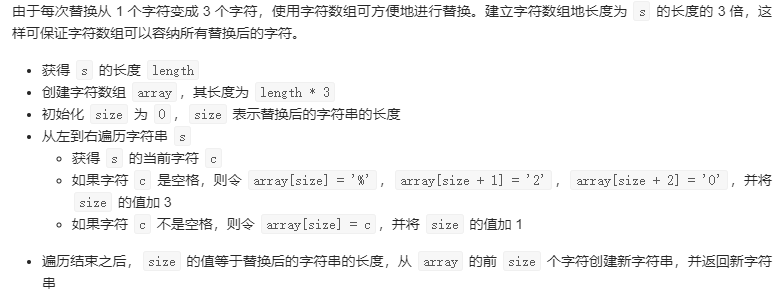 由于每次替换从 1 个字符变成 3 个字符，使用字符数组可方便地进行替换。建立字符数组地长度为 s 的长度的 3 倍，这
样可保证字符数组可以容纳所有替换后的字符。
• 获得 s 的长度 length
• 创建字符数组 array ，其长度为 length * 3
• 初始化 size 为 0 ， size 表示替换后的字符串的长度
• 从左到右遍历字符串 s
◦ 获得 s 的当前字符 c
◦ 如果字符 c 是空格，则令 array[size] = '%' ， array[size + 1] = '2' ， array[size + 2] = '0' ，并将
size 的值加 3
◦ 如果字符 c 不是空格，则令 array[size] = c ，并将 size 的值加 1
• 遍历结束之后， size 的值等于替换后的字符串的长度，从 array 的前 size 个字符创建新字符串，并返回新字符
串